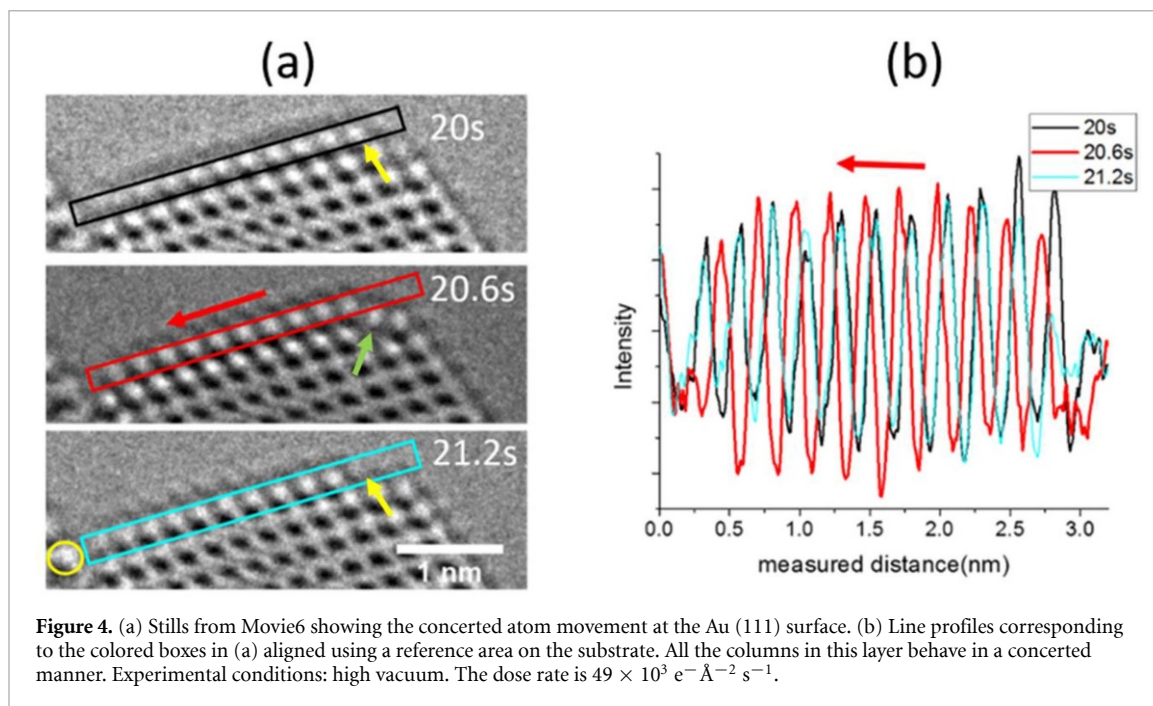 (a)
20s
20.6s
21.2s
1 nm
(b)
20s
20.6s
21.2s
Intensity
0.0 0.5 1.0 1.5 2.0 2.5 3.0
measured distance(nm)
Figure 4. (a) Stills from Movie6 showing the concerted atom movement at the Au (111) surface. (b) Line profiles corresponding
to the colored boxes in (a) aligned using a reference area on the substrate. All the columns in this layer behave in a concerted
manner. Experimental conditions: high vacuum. The dose rate is 49 × 10³ e⁻ Å⁻² s⁻¹.